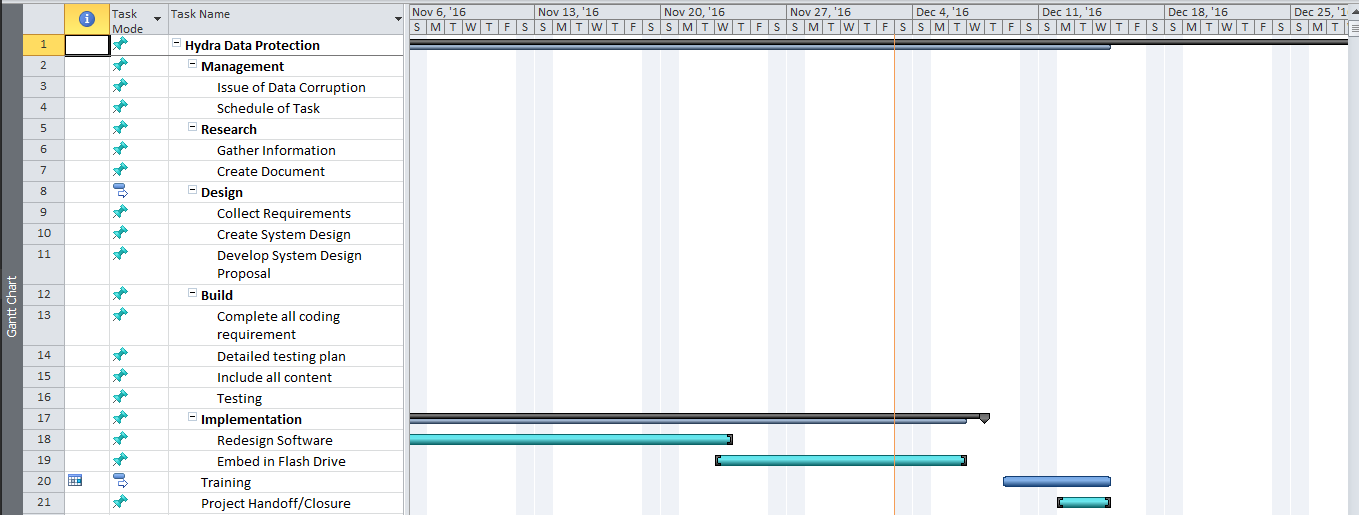 Task Mode
Task Name
Nov 6, '16 Nov 13, '16 Nov 20, '16 Nov 27, '16 Dec 4, '16 Dec 11, '16 Dec 18, '16 Dec 25, '1
S M T W T F S S M T W T F S S M T W T F S S M T W T F S S M T W T F S S M T W T F S S M T W T F S S M T
1 Hydra Data Protection
2 Management
3 Issue of Data Corruption
4 Schedule of Task
5 Research
6 Gather Information
7 Create Document
8 Design
9 Collect Requirements
10 Create System Design
11 Develop System Design
Proposal
12 Build
13 Complete all coding
requirement
14 Detailed testing plan
15 Include all content
16 Testing
17 Implementation
18 Redesign Software
19 Embed in Flash Drive
20 Training
21 Project Handoff/Closure
Gantt Chart